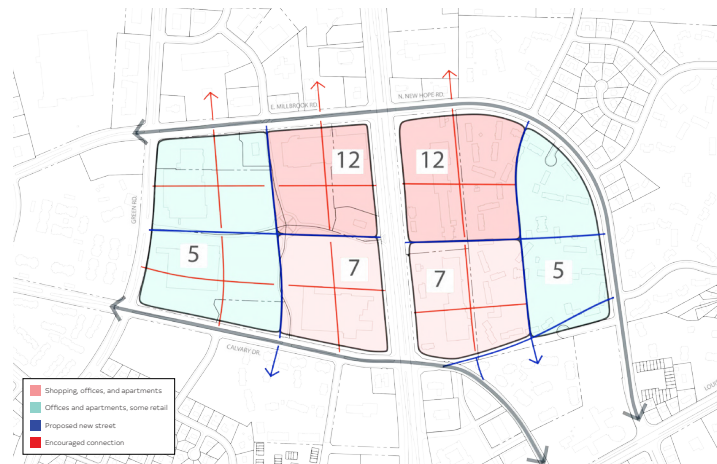 N. NEW HOPE RD.
E. MILLBROOK RD.
12
12
GREEN RD.
5
7
7
5
CALVARY DR.
LOUI
Shopping, offices, and apartments
Offices and apartments, some retail
Proposed new street
Encouraged connection